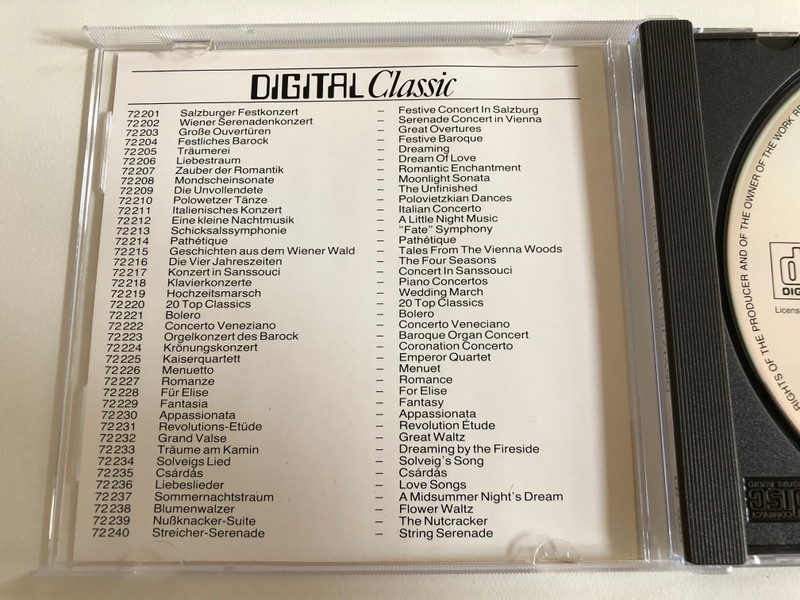 DIGITAL Classic
72201 Salzburger Festkonzert – Festive Concert In Salzburg
72202 Wiener Serenadenkonzert – Serenade Concert in Vienna
72203 Große Ouvertüren – Great Overtures
72204 Festliches Barock – Festive Baroque
72205 Träumerei – Dreaming
72206 Liebestraum – Dream Of Love
72207 Zauber der Romantik – Romantic Enchantment
72208 Mondscheinsonate – Moonlight Sonata
72209 Die Unvollendete – The Unfinished
72210 Polowetzer Tänze – Polovietzkian Dances
72211 Italienisches Konzert – Italian Concerto
72212 Eine kleine Nachtmusik – A Little Night Music
72213 Schicksalssymphonie – "Fate" Symphony
72214 Pathétique – Pathétique
72215 Geschichten aus dem Wiener Wald – Tales From The Vienna Woods
72216 Die Vier Jahreszeiten – The Four Seasons
72217 Konzert in Sanssouci – Concert In Sanssouci
72218 Klavierkonzerte – Piano Concertos
72219 Hochzeitsmarsch – Wedding March
72220 20 Top Classics – 20 Top Classics
72221 Bolero – Bolero
72222 Concerto Veneziano – Concerto Veneciano
72223 Orgelkonzert des Barock – Baroque Organ Concert
72224 Krönungskonzert – Coronation Concerto
72225 Kaiserquartett – Emperor Quartet
72226 Menuetto – Menuet
72227 Romanze – Romance
72228 Für Elise – For Elise
72229 Fantasia – Fantasy
72230 Appassionata – Appassionata
72231 Revolutions-Etüde – Revolution Étude
72232 Grand Valse – Great Waltz
72233 Träume am Kamin – Dreaming by the Fireside
72234 Solveigs Lied – Solveig's Song
72235 Csárdás – Csárdás
72236 Liebeslieder – Love Songs
72237 Sommernachtstraum – A Midsummer Night's Dream
72238 Blumenwalzer – Flower Waltz
72239 Nußknacker-Suite – The Nutcracker
72240 Streicher-Serenade – String Serenade
RIGHTS OF THE PRODUCER AND OF THE OWNER OF THE WORK